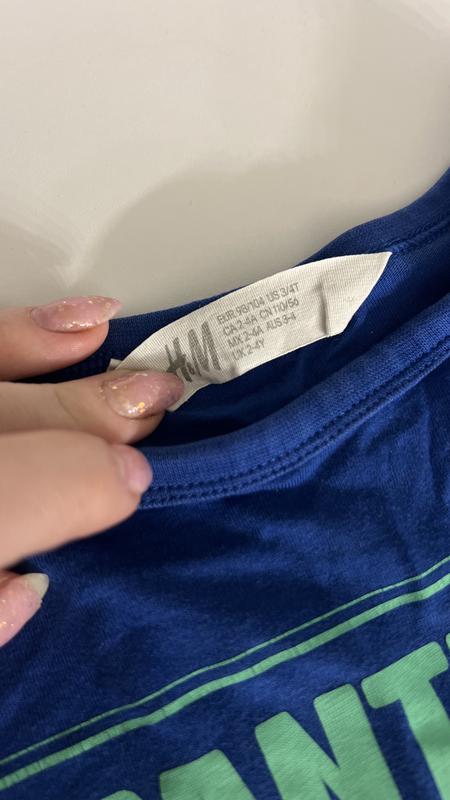 H&M
EUR 98/104 US 3/4T
CA 2-4A CN 110/56
MX 2-4A AUS 3-4
UK 2-4Y
ANT